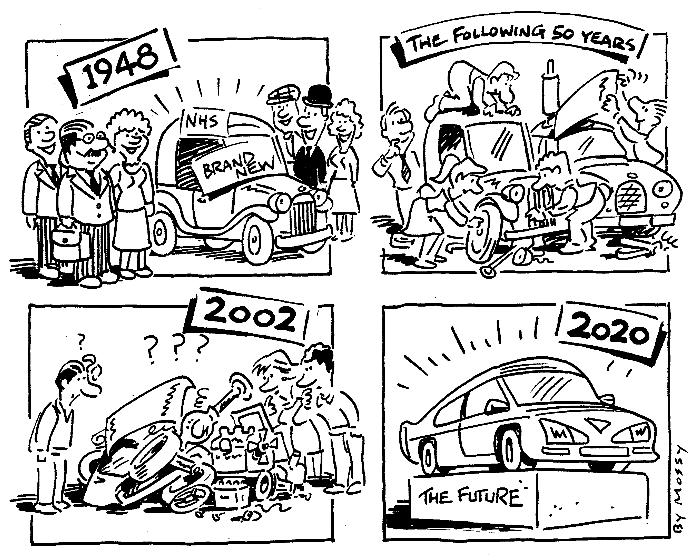 1948
NHS
BRAND
NEW
THE FOLLOWING 50 YEARS
2002
? ? ? ?
2020
THE FUTURE
BY MOSSY